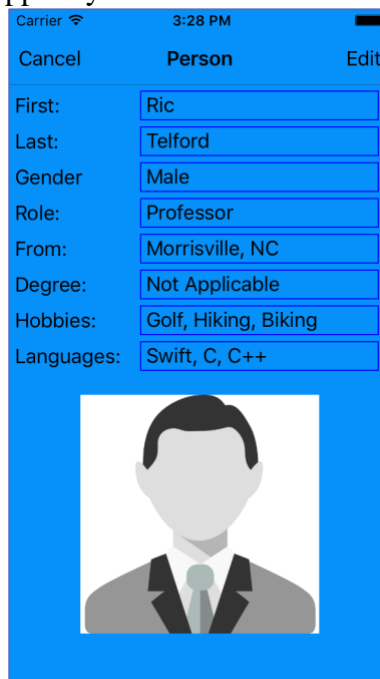 Carrier 3:28 PM
Cancel Person Edit
First: Ric
Last: Telford
Gender Male
Role: Professor
From: Morrisville, NC
Degree: Not Applicable
Hobbies: Golf, Hiking, Biking
Languages: Swift, C, C++